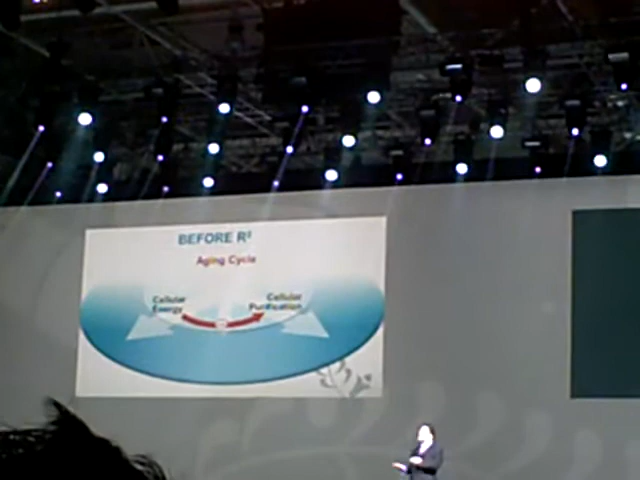 BEFORE R²
Aging Cycle
Cellular
Energy
Cellular
Purification